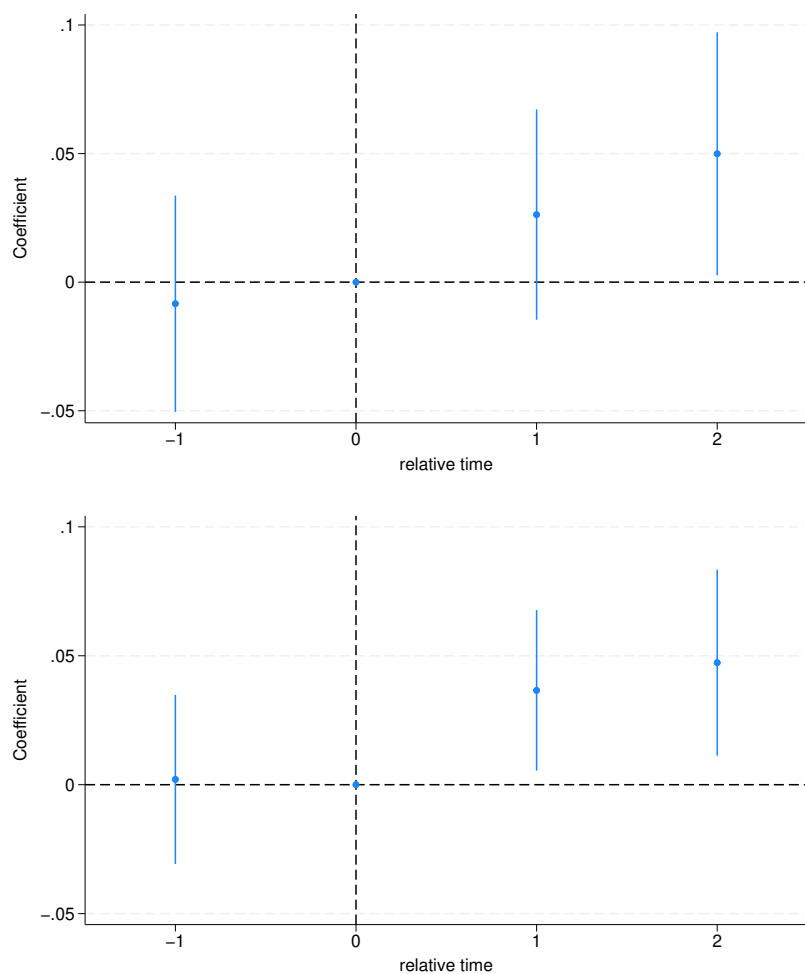 .1
.05
0
−.05
Coefficient
−1 0 1 2
relative time
.1
.05
0
−.05
Coefficient
−1 0 1 2
relative time